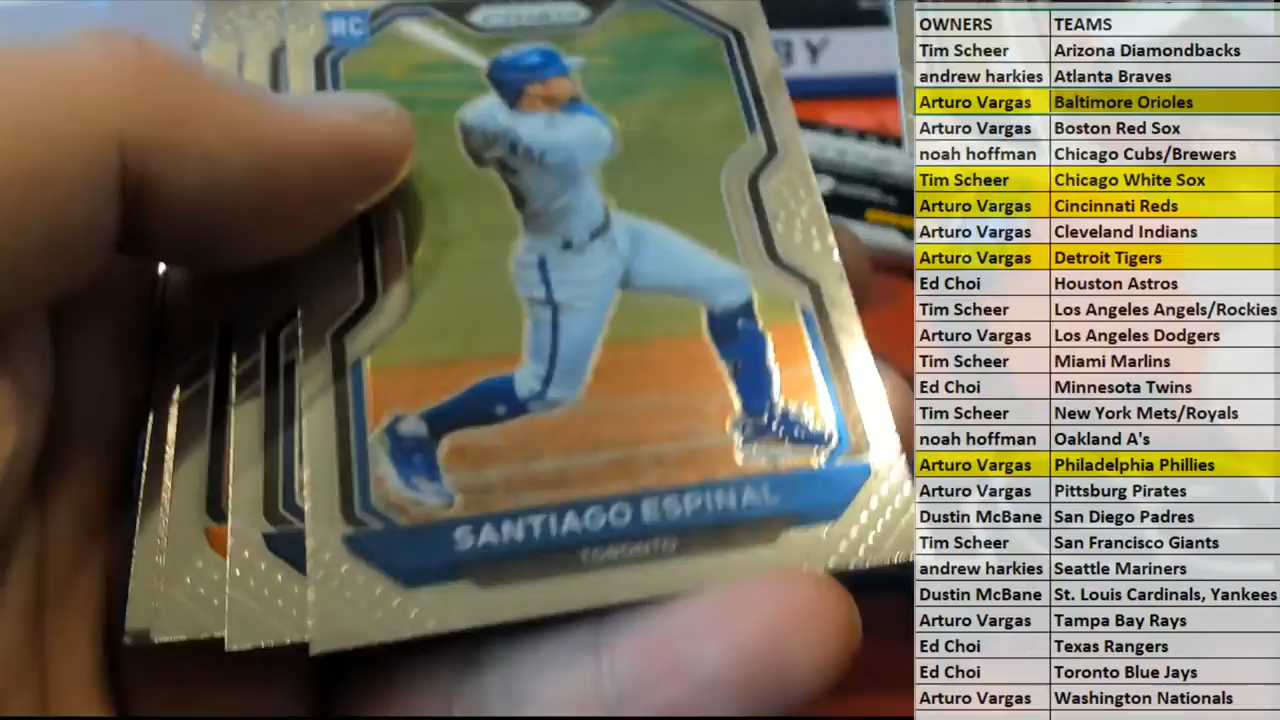 RC
PRIZM
BY
SANTIAGO ESPINAL
TORONTO
OWNERS TEAMS
Tim Scheer Arizona Diamondbacks
andrew harkies Atlanta Braves
Arturo Vargas Baltimore Orioles
Arturo Vargas Boston Red Sox
noah hoffman Chicago Cubs/Brewers
Tim Scheer Chicago White Sox
Arturo Vargas Cincinnati Reds
Arturo Vargas Cleveland Indians
Arturo Vargas Detroit Tigers
Ed Choi Houston Astros
Tim Scheer Los Angeles Angels/Rockies
Arturo Vargas Los Angeles Dodgers
Tim Scheer Miami Marlins
Ed Choi Minnesota Twins
Tim Scheer New York Mets/Royals
noah hoffman Oakland A's
Arturo Vargas Philadelphia Phillies
Arturo Vargas Pittsburg Pirates
Dustin McBane San Diego Padres
Tim Scheer San Francisco Giants
andrew harkies Seattle Mariners
Dustin McBane St. Louis Cardinals, Yankees
Arturo Vargas Tampa Bay Rays
Ed Choi Texas Rangers
Ed Choi Toronto Blue Jays
Arturo Vargas Washington Nationals